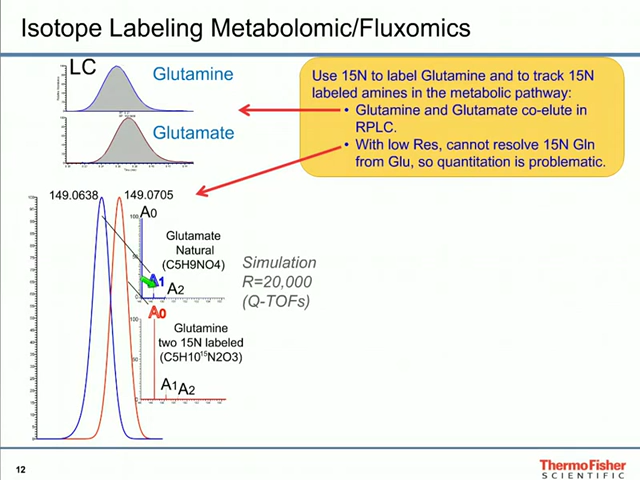 Isotope Labeling Metabolomic/Fluxomics
LC
Glutamine
Glutamate
Use 15N to label Glutamine and to track 15N
labeled amines in the metabolic pathway:
• Glutamine and Glutamate co-elute in
RPLC.
• With low Res, cannot resolve 15N Gln
from Glu, so quantitation is problematic.
149.0638
149.0705
A0
Glutamate
Natural
(C5H9NO4)
A1
A2
Simulation
R=20,000
(Q-TOFs)
A0
Glutamine
two 15N labeled
(C5H10¹⁵N2O3)
A1 A2
12
ThermoFisher
SCIENTIFIC